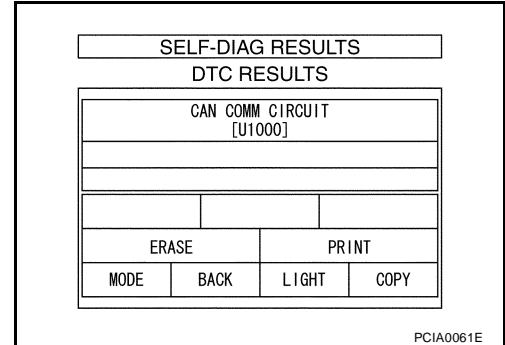 SELF-DIAG RESULTS
DTC RESULTS
CAN COMM CIRCUIT
[U1000]
ERASE PRINT
MODE BACK LIGHT COPY
PCIA0061E